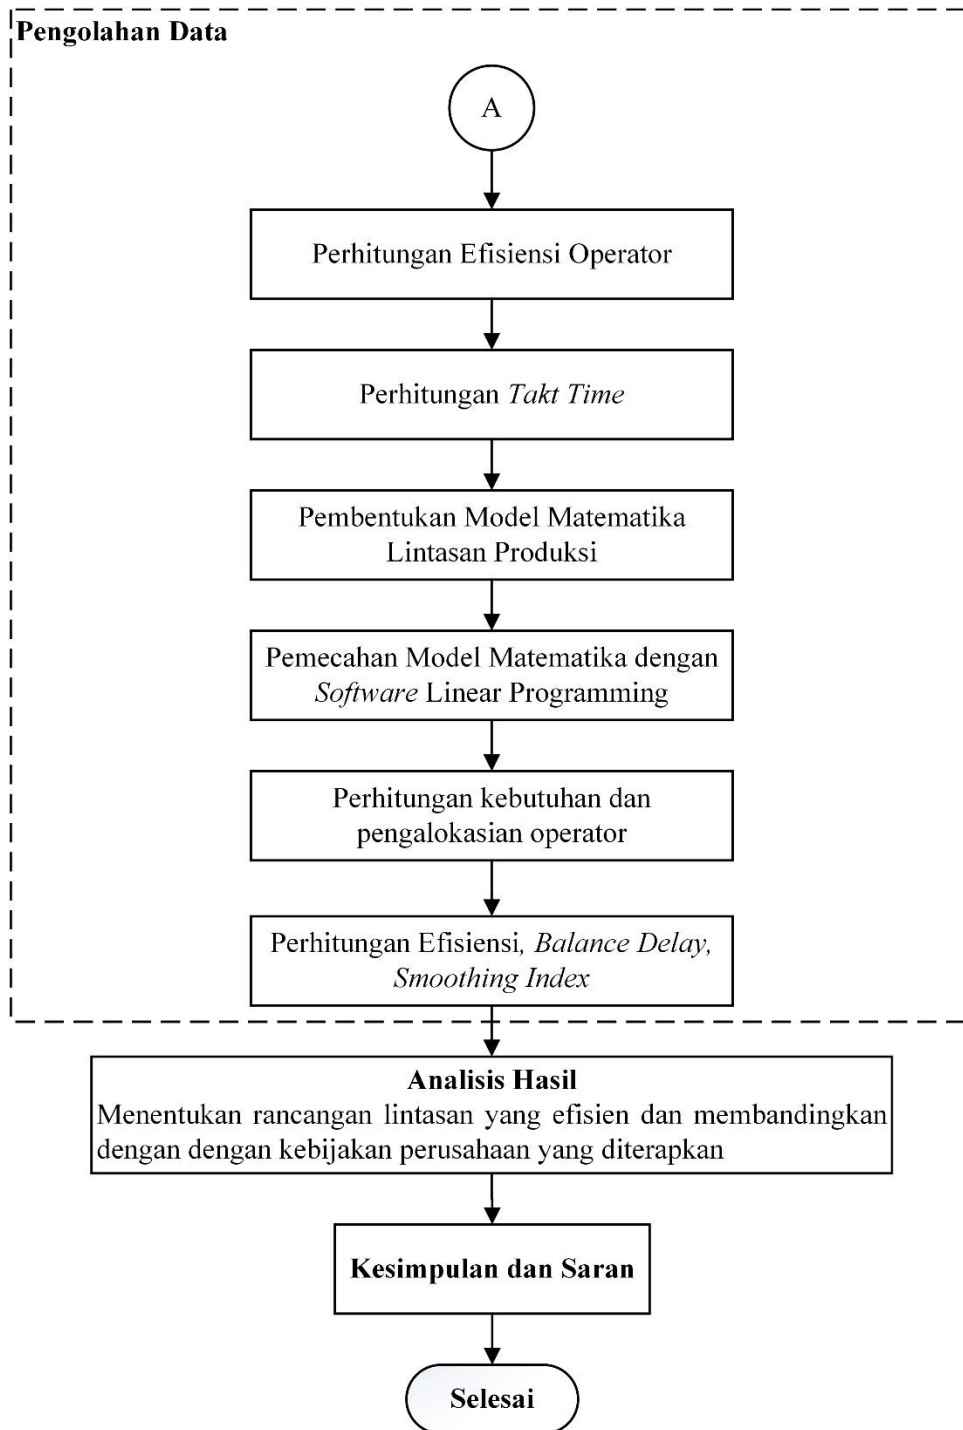 Pengolahan Data
A
Perhitungan Efisiensi Operator
Perhitungan Takt Time
Pembentukan Model Matematika
Lintasan Produksi
Pemecahan Model Matematika dengan
Software Linear Programming
Perhitungan kebutuhan dan
pengalokasian operator
Perhitungan Efisiensi, Balance Delay,
Smoothing Index
Analisis Hasil
Menentukan rancangan lintasan yang efisien dan membandingkan
dengan dengan kebijakan perusahaan yang diterapkan
Kesimpulan dan Saran
Selesai